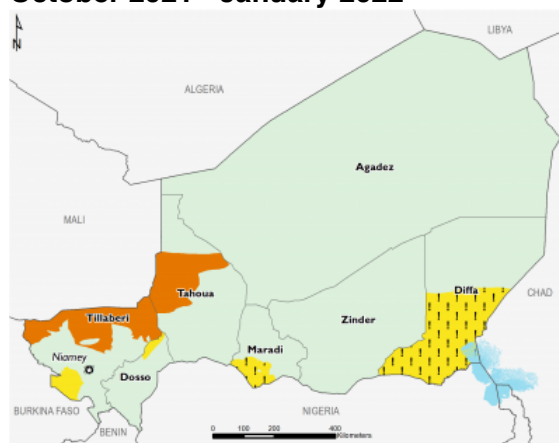 October 2021 - January 2022
N
LIBYA
ALGERIA
Agadez
MALI
Tahoua
Diffa
CHAD
Tillaberi
Zinder
Maradi
Niamey
Dosso
BURKINA FASO
NIGERIA
BENIN
0 100 200 400
Kilometers